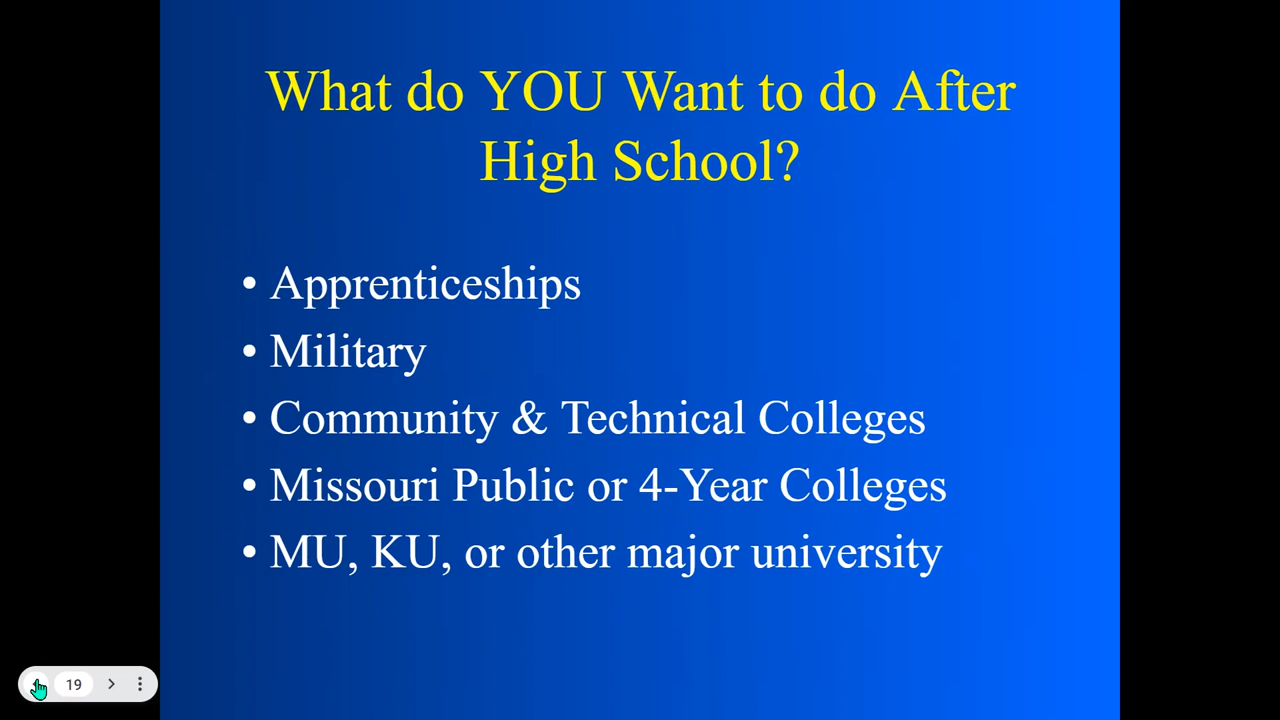 What do YOU Want to do After
High School?
• Apprenticeships
• Military
• Community & Technical Colleges
• Missouri Public or 4-Year Colleges
• MU, KU, or other major university
19